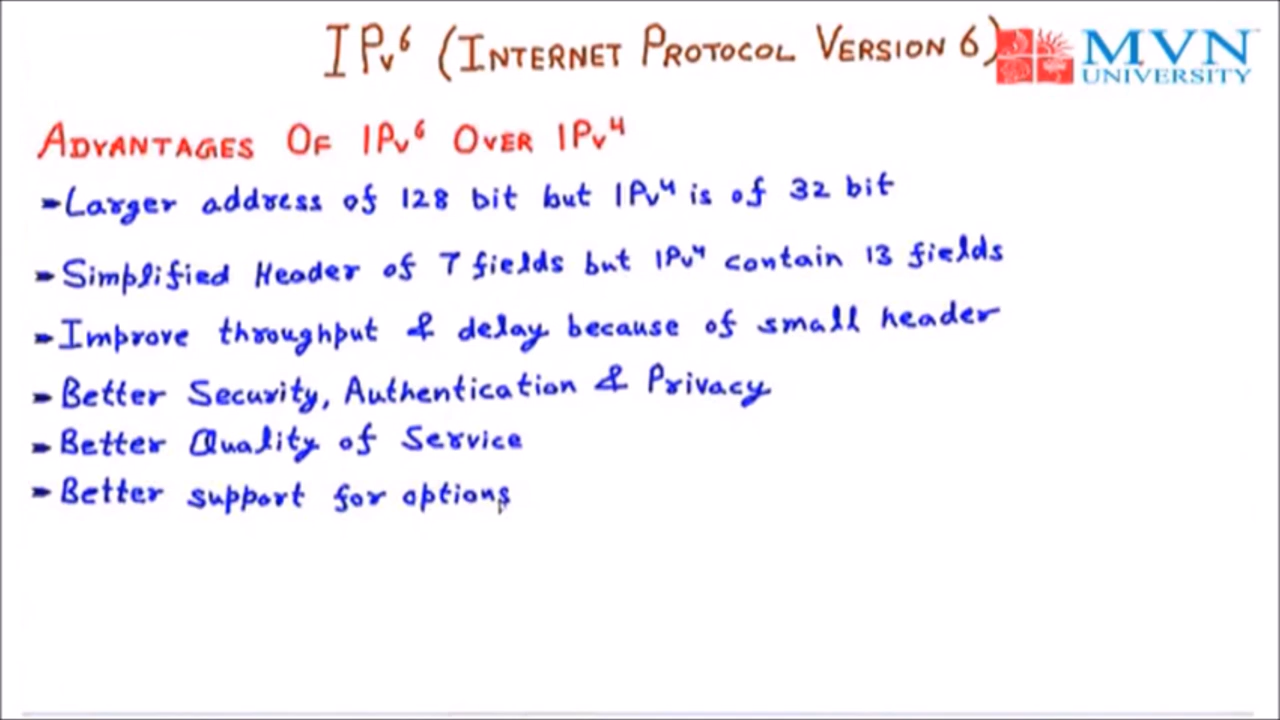 IPv6 (INTERNET PROTOCOL VERSION 6)
MVN
UNIVERSITY
ADVANTAGES OF IPv6 OVER IPv4
Larger address of 128 bit but IPv4 is of 32 bit
Simplified Header of 7 fields but IPv4 contain 13 fields
Improve throughput & delay because of small header
Better Security, Authentication & Privacy
Better Quality of Service
Better support for options